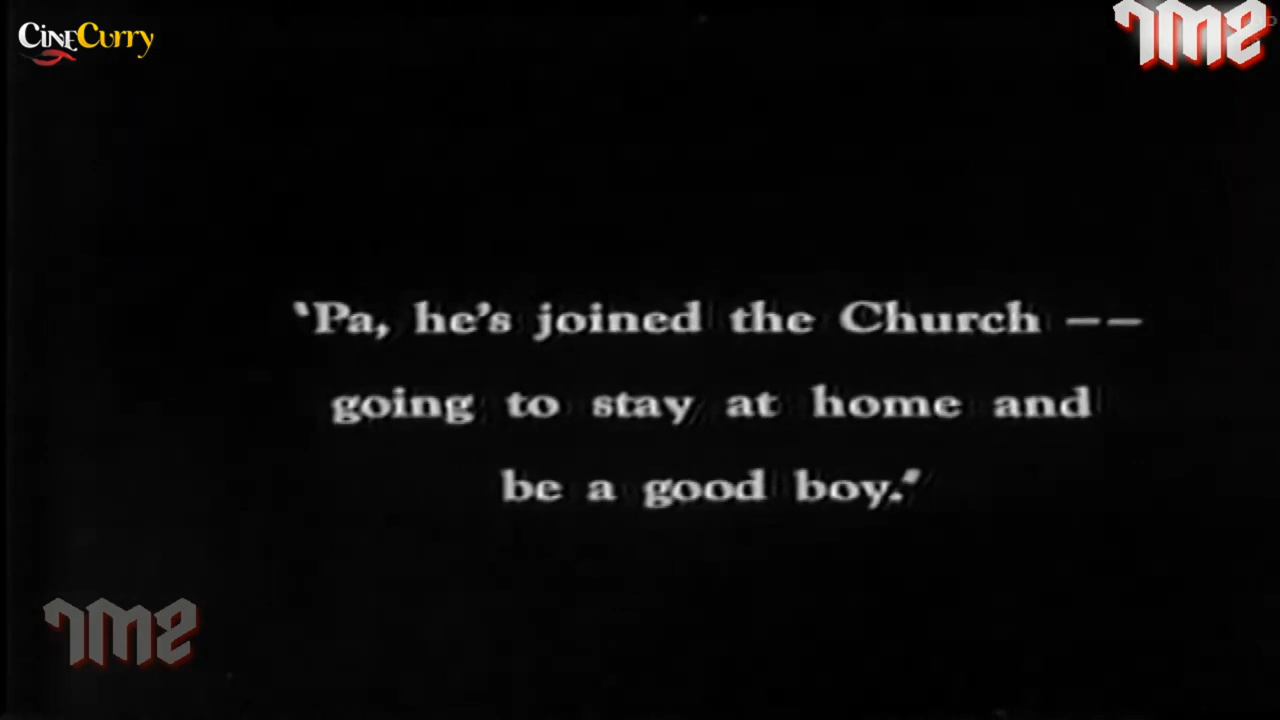 CineCurry
"Pa, he's joined the Church --
going to stay at home and
be a good boy."